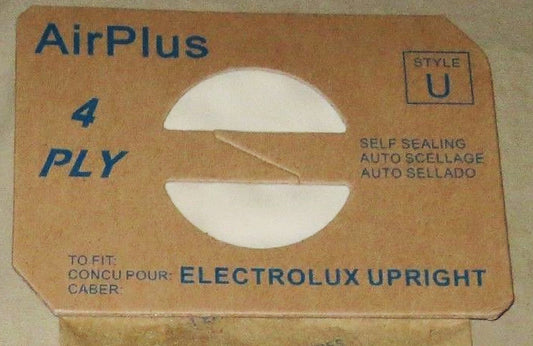 AirPlus
STYLE
U
4
PLY
SELF SEALING
AUTO SCELLAGE
AUTO SELLADO
TO FIT:
CONCU POUR: ELECTROLUX UPRIGHT
CABER: